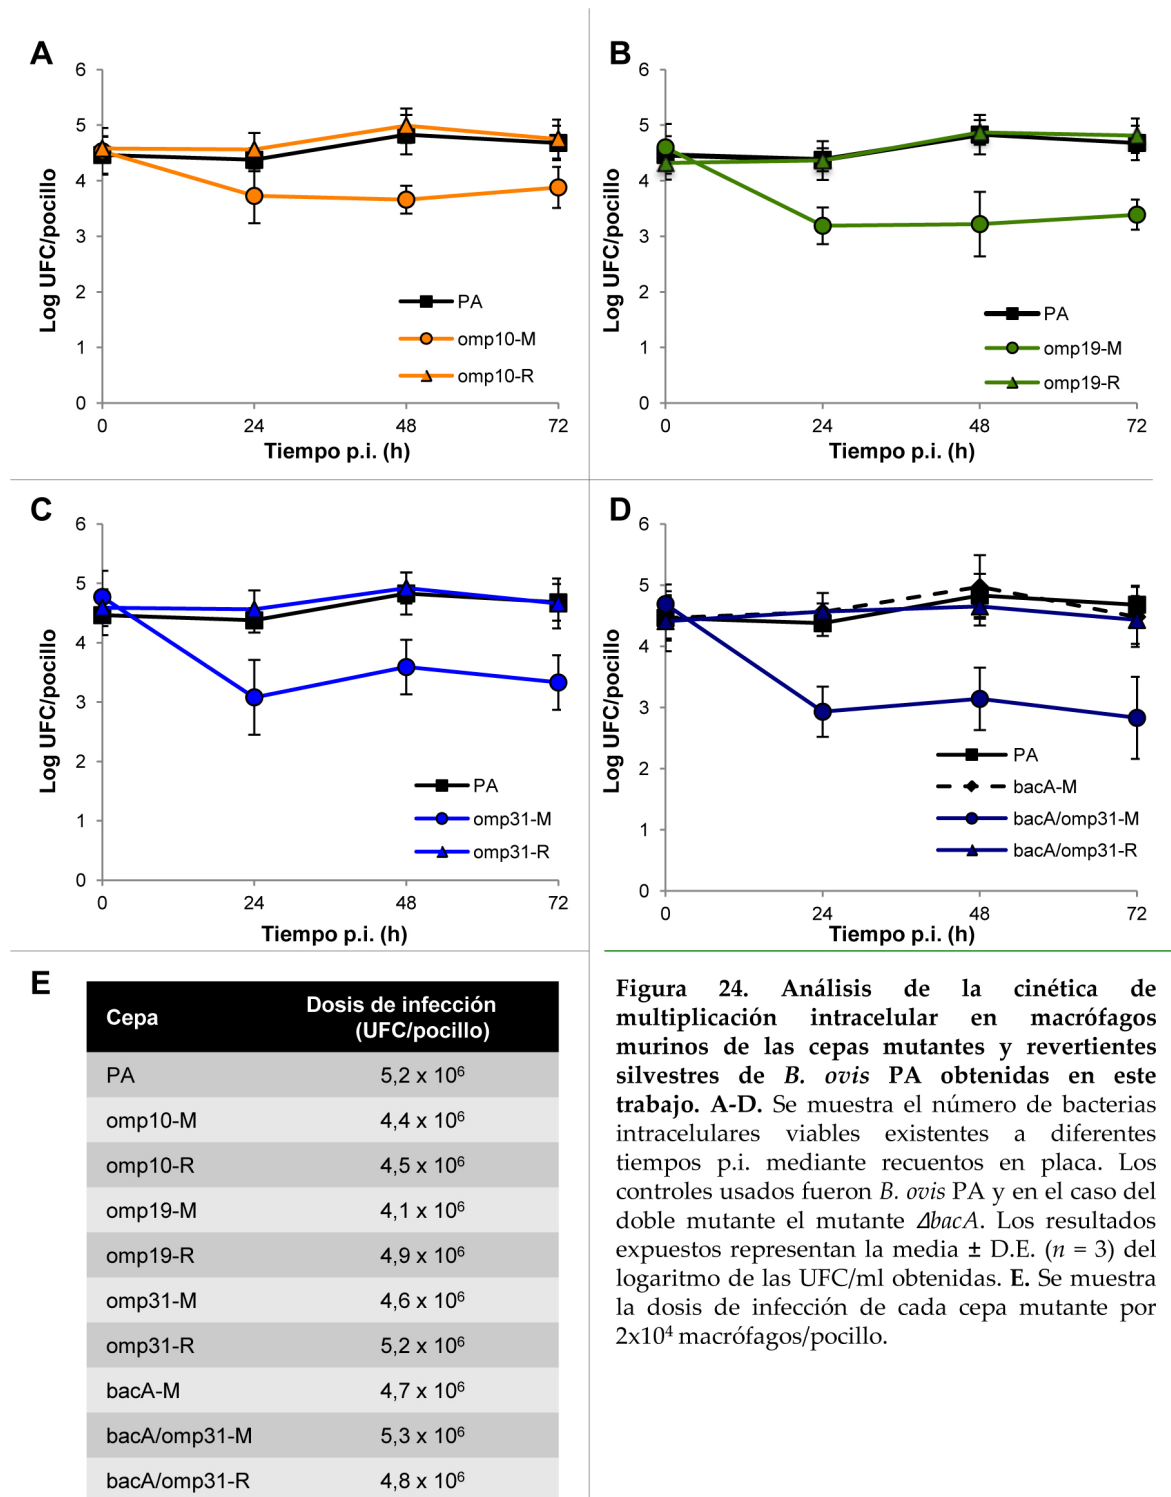 A
6
5
4
3
2
1
0
Log UFC/pocillo
PA
omp10-M
omp10-R
0
24
48
72
Tiempo p.i. (h)
B
6
5
4
3
2
1
0
Log UFC/pocillo
PA
omp19-M
omp19-R
0
24
48
72
Tiempo p.i. (h)
C
6
5
4
3
2
1
0
Log UFC/pocillo
PA
omp31-M
omp31-R
0
24
48
72
Tiempo p.i. (h)
D
6
5
4
3
2
1
0
Log UFC/pocillo
PA
bacA-M
bacA/omp31-M
bacA/omp31-R
0
24
48
72
Tiempo p.i. (h)
E
Cepa Dosis de infección
(UFC/pocillo)
PA 5,2 x 10⁶
omp10-M 4,4 x 10⁶
omp10-R 4,5 x 10⁶
omp19-M 4,1 x 10⁶
omp19-R 4,9 x 10⁶
omp31-M 4,6 x 10⁶
omp31-R 5,2 x 10⁶
bacA-M 4,7 x 10⁶
bacA/omp31-M 5,3 x 10⁶
bacA/omp31-R 4,8 x 10⁶
Figura 24. Análisis de la cinética de
multiplicación intracelular en macrófagos
murinos de las cepas mutantes y revertientes
silvestres de B. ovis PA obtenidas en este
trabajo. A-D. Se muestra el número de bacterias
intracelulares viables existentes a diferentes
tiempos p.i. mediante recuentos en placa. Los
controles usados fueron B. ovis PA y en el caso del
doble mutante el mutante ΔbacA. Los resultados
expuestos representan la media ± D.E. (n = 3) del
logaritmo de las UFC/ml obtenidas. E. Se muestra
la dosis de infección de cada cepa mutante por
2x10⁴ macrófagos/pocillo.